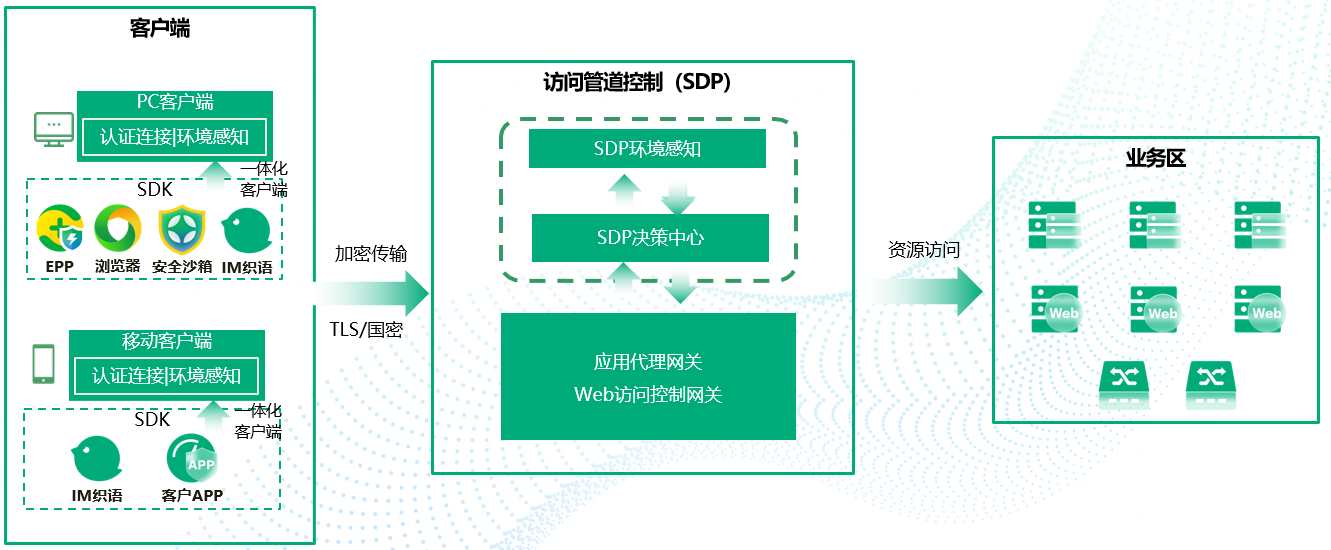 客户端
PC客户端
认证连接|环境感知
一体化
客户端
SDK
EPP
浏览器
安全沙箱
IM织语
移动客户端
认证连接|环境感知
一体化
客户端
SDK
APP
IM织语
客户APP
加密传输
TLS/国密
访问管道控制（SDP）
SDP环境感知
SDP决策中心
应用代理网关
Web访问控制网关
资源访问
业务区
Web
Web
Web